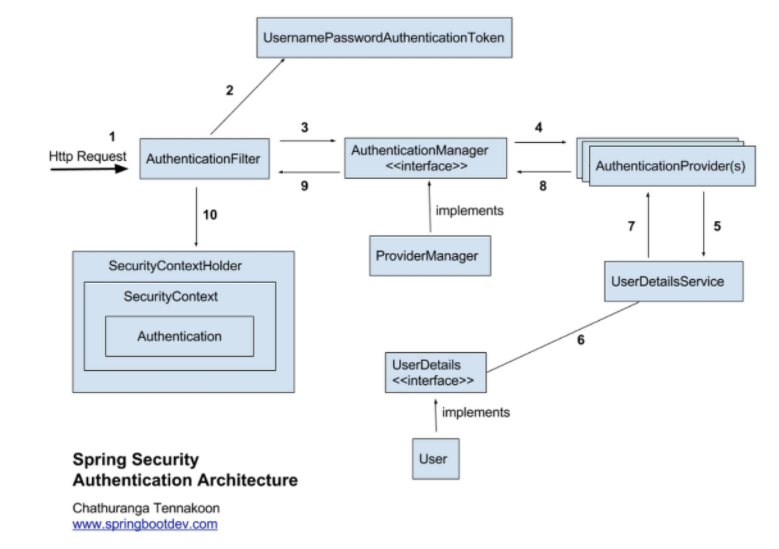 UsernamePasswordAuthenticationToken
2
1
Http Request
AuthenticationFilter
3
9
AuthenticationManager
<<interface>>
4
8
AuthenticationProvider(s)
implements
ProviderManager
7
5
UserDetailsService
10
SecurityContextHolder
SecurityContext
Authentication
6
UserDetails
<<interface>>
implements
User
Spring Security
Authentication Architecture
Chathuranga Tennakoon
www.springbootdev.com